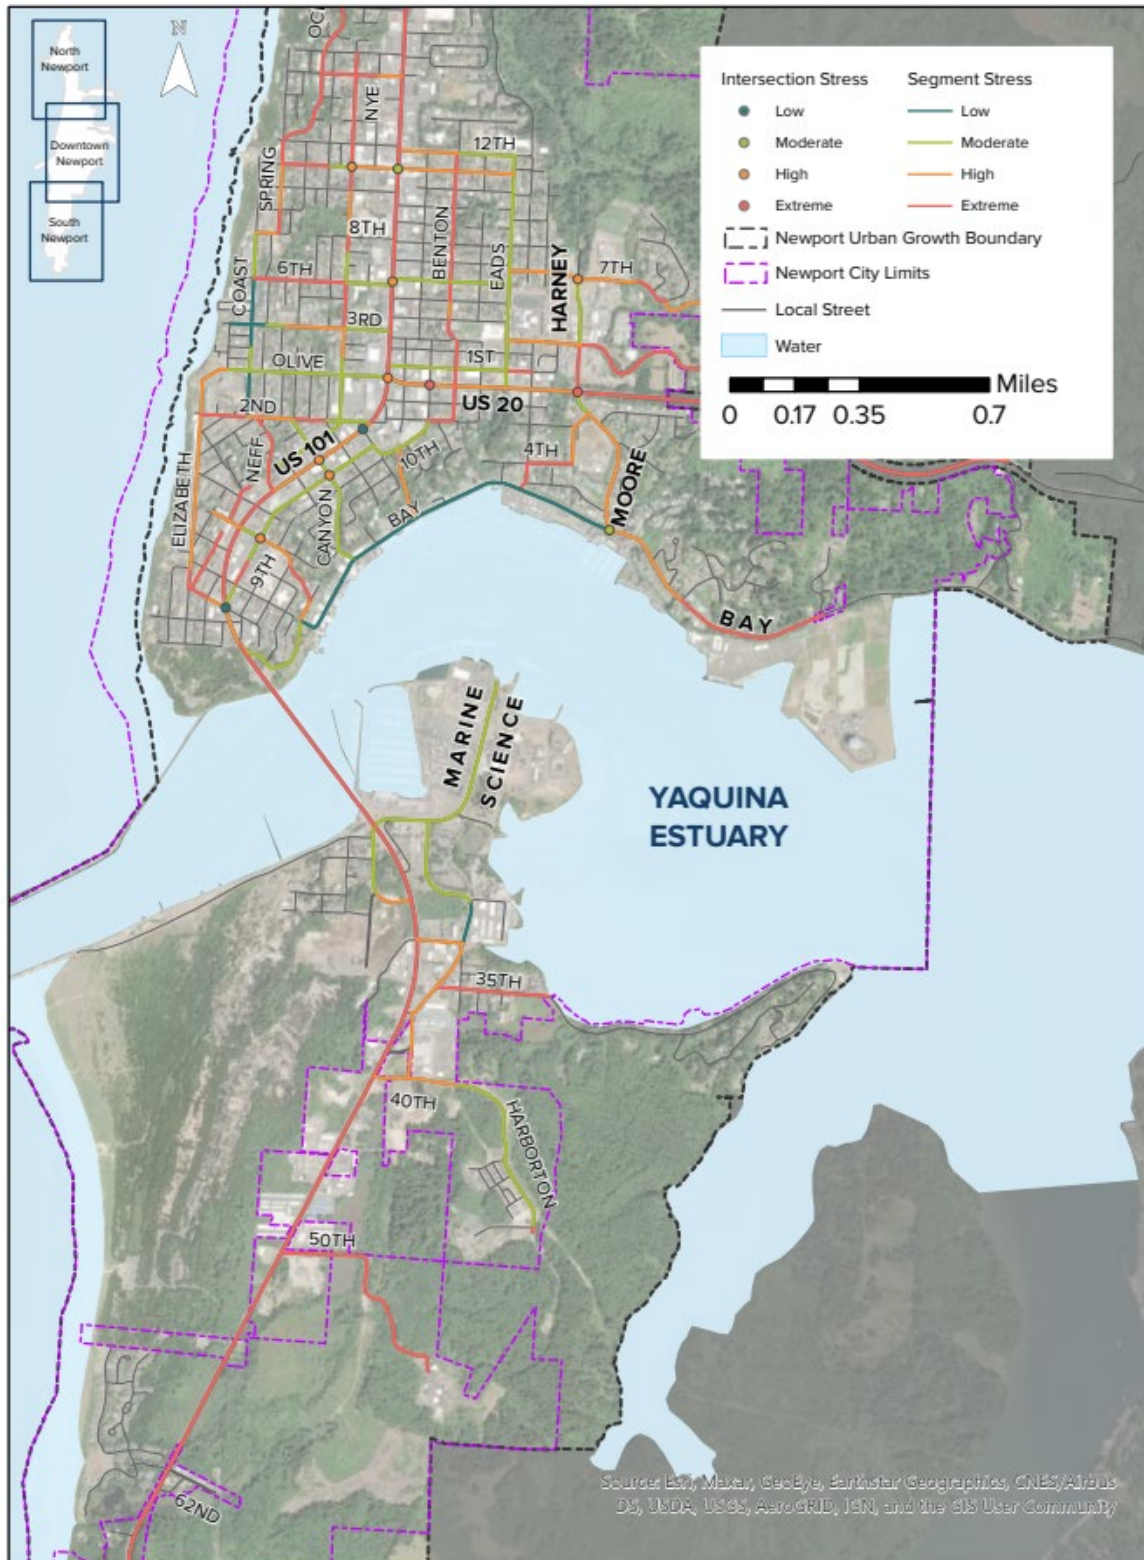 North
Newport
Downtown
Newport
South
Newport
N
Intersection Stress
Low
Moderate
High
Extreme
Segment Stress
Low
Moderate
High
Extreme
Newport Urban Growth Boundary
Newport City Limits
Local Street
Water
Miles
0 0.17 0.35 0.7
NYE
12TH
SPRING
8TH
BENTON
6TH
EADS
HARNEY
7TH
COAST
3RD
OLIVE
1ST
2ND
US 20
NEFF
US 101
10TH
4TH
MOORE
ELIZABETH
CANYON
BAY
9TH
BAY
MARINE
SCIENCE
YAQUINA
ESTUARY
35TH
40TH
HARBORTON
50TH
62ND
Source: Esri, Maxar, GeoEye, Earthstar Geographics, CNES/Airbus
DS, USDA, USGS, AeroGRID, IGN, and the GIS User Community